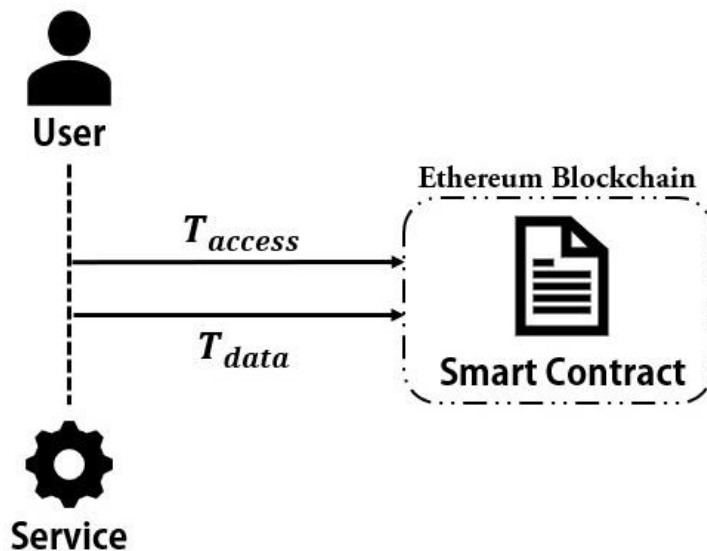 User
Ethereum Blockchain
T_access
T_data
Smart Contract
Service